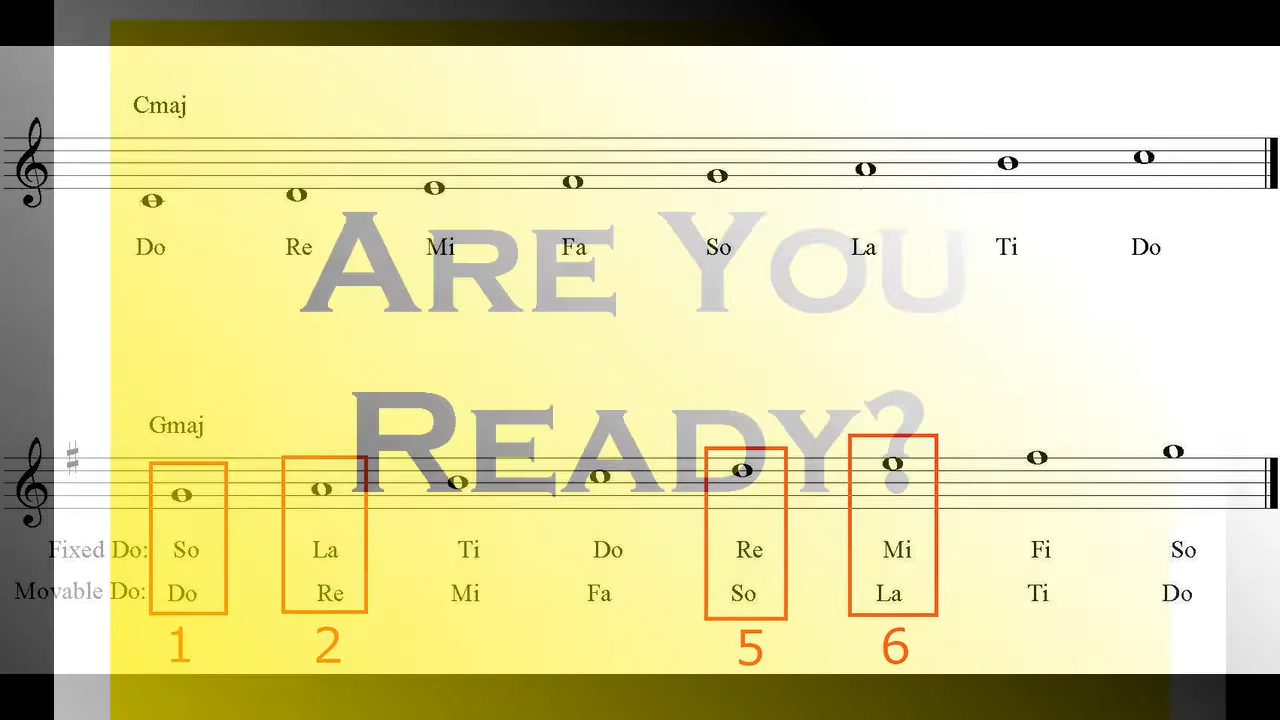 Cmaj
Do Re Mi Fa So La Ti Do
ARE YOU
READY?
Gmaj
Fixed Do: So La Ti Do Re Mi Fi So
Movable Do: Do Re Mi Fa So La Ti Do
1 2 5 6